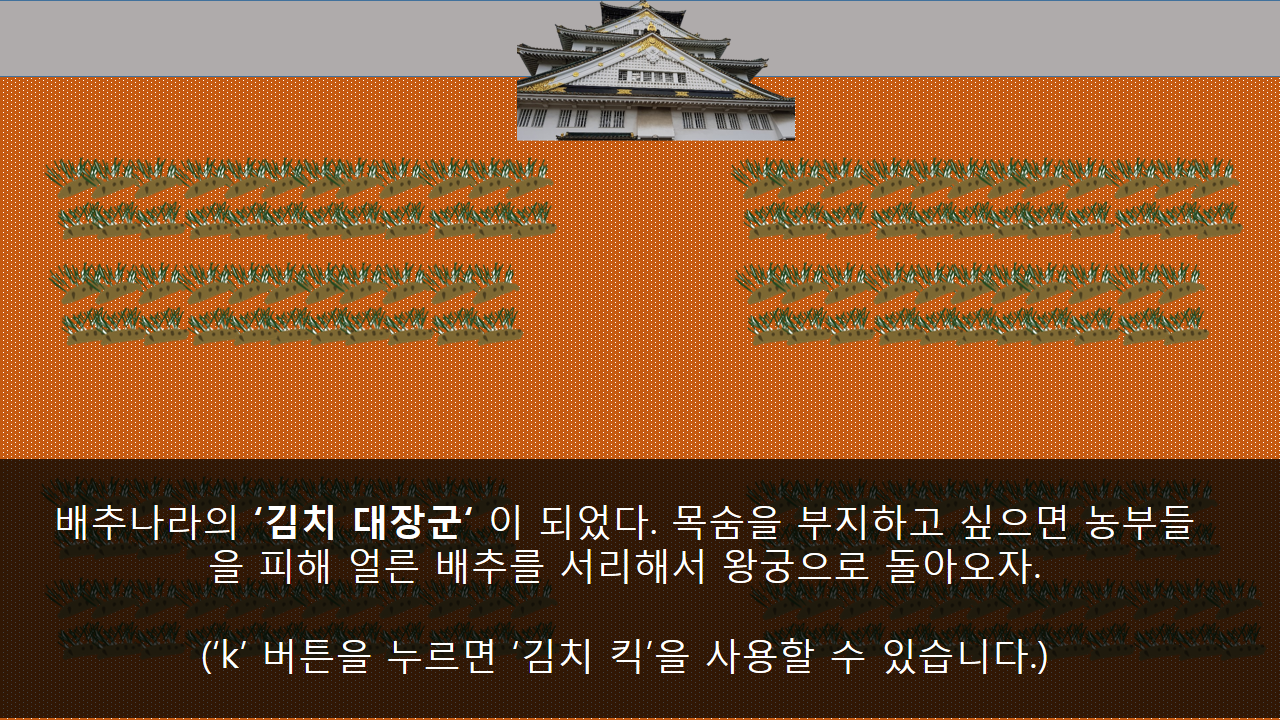 배추나라의 ‘김치 대장군‘ 이 되었다. 목숨을 부지하고 싶으면 농부들
을 피해 얼른 배추를 서리해서 왕궁으로 돌아오자.
(‘k’ 버튼을 누르면 ‘김치 킥’을 사용할 수 있습니다.)